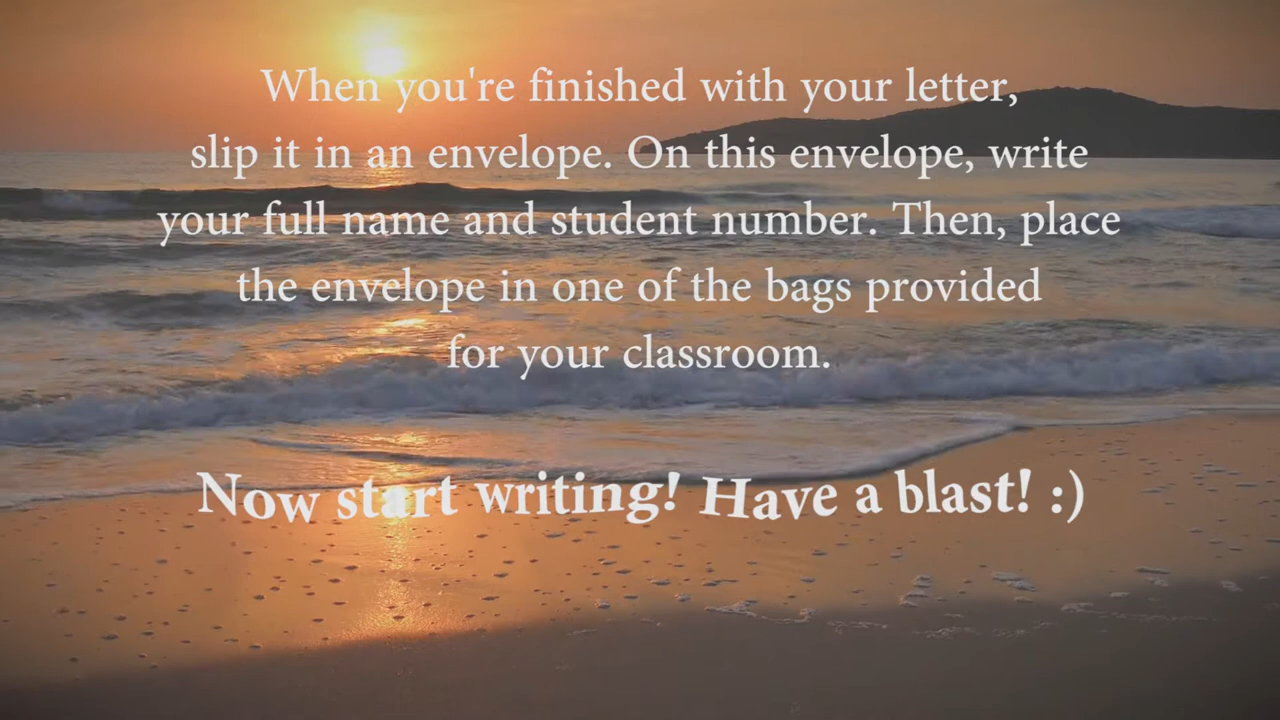 When you're finished with your letter,
slip it in an envelope. On this envelope, write
your full name and student number. Then, place
the envelope in one of the bags provided
for your classroom.
Now start writing! Have a blast! :)